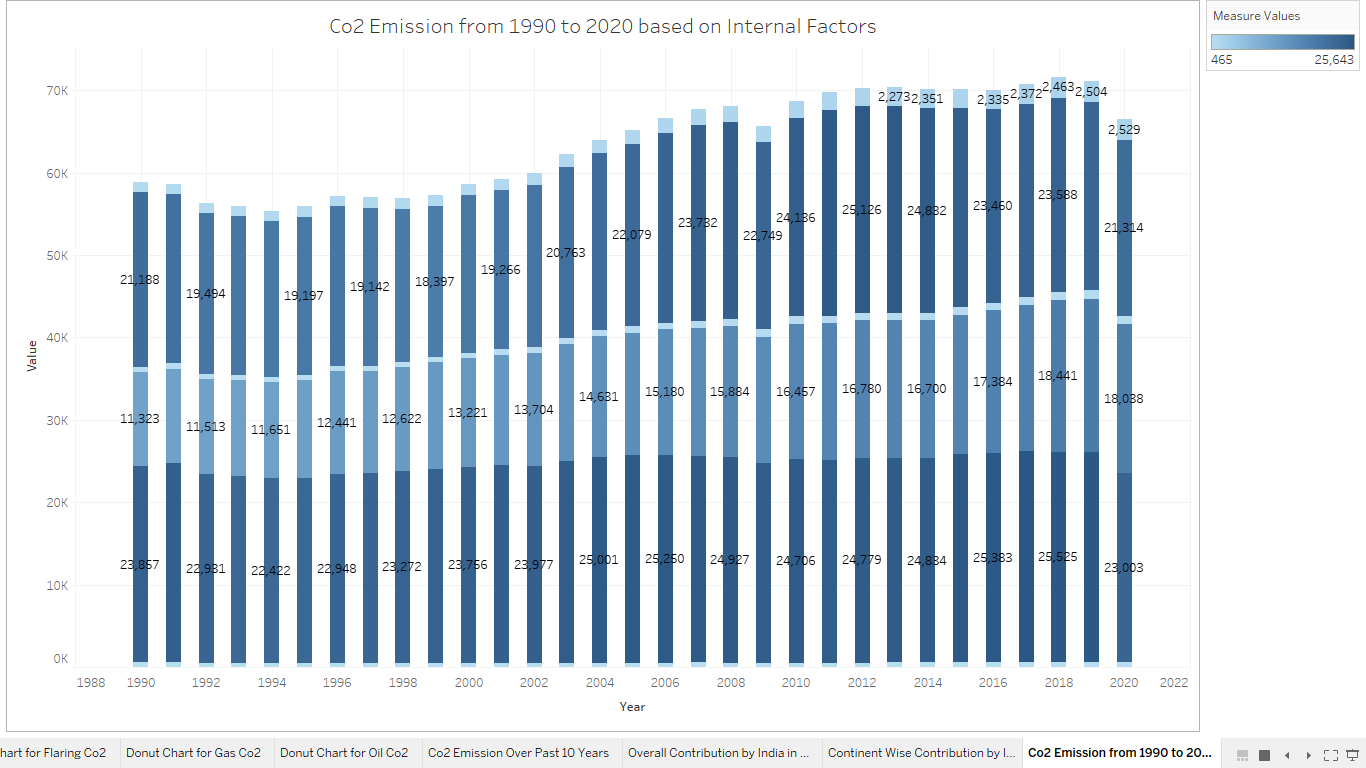 Co2 Emission from 1990 to 2020 based on Internal Factors
Measure Values
465 25,643
Value
70K
60K
50K
40K
30K
20K
10K
0K
2,273 2,351 2,335 2,372 2,463 2,504 2,529
21,188 19,494 19,197 19,142 18,397 19,266 20,763 22,079 23,732 22,749 24,136 25,126 24,832 23,460 23,588 21,314
11,323 11,513 11,651 12,441 12,622 13,221 13,704 14,631 15,180 15,884 16,457 16,780 16,700 17,384 18,441 18,038
23,857 22,931 22,422 22,948 23,272 23,756 23,977 25,001 25,250 24,927 24,706 24,779 24,834 25,383 25,525 23,003
1988 1990 1992 1994 1996 1998 2000 2002 2004 2006 2008 2010 2012 2014 2016 2018 2020 2022
Year
hart for Flaring Co2 Donut Chart for Gas Co2 Donut Chart for Oil Co2 Co2 Emission Over Past 10 Years Overall Contribution by India in ... Continent Wise Contribution by I... Co2 Emission from 1990 to 20...